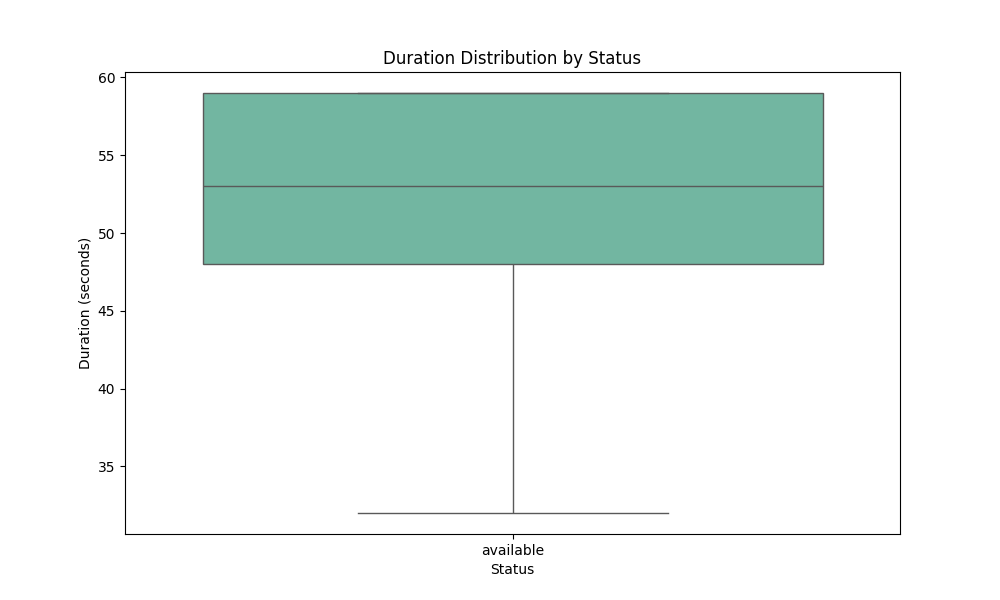 Duration Distribution by Status
60
55
50
45
40
35
Duration (seconds)
available
Status